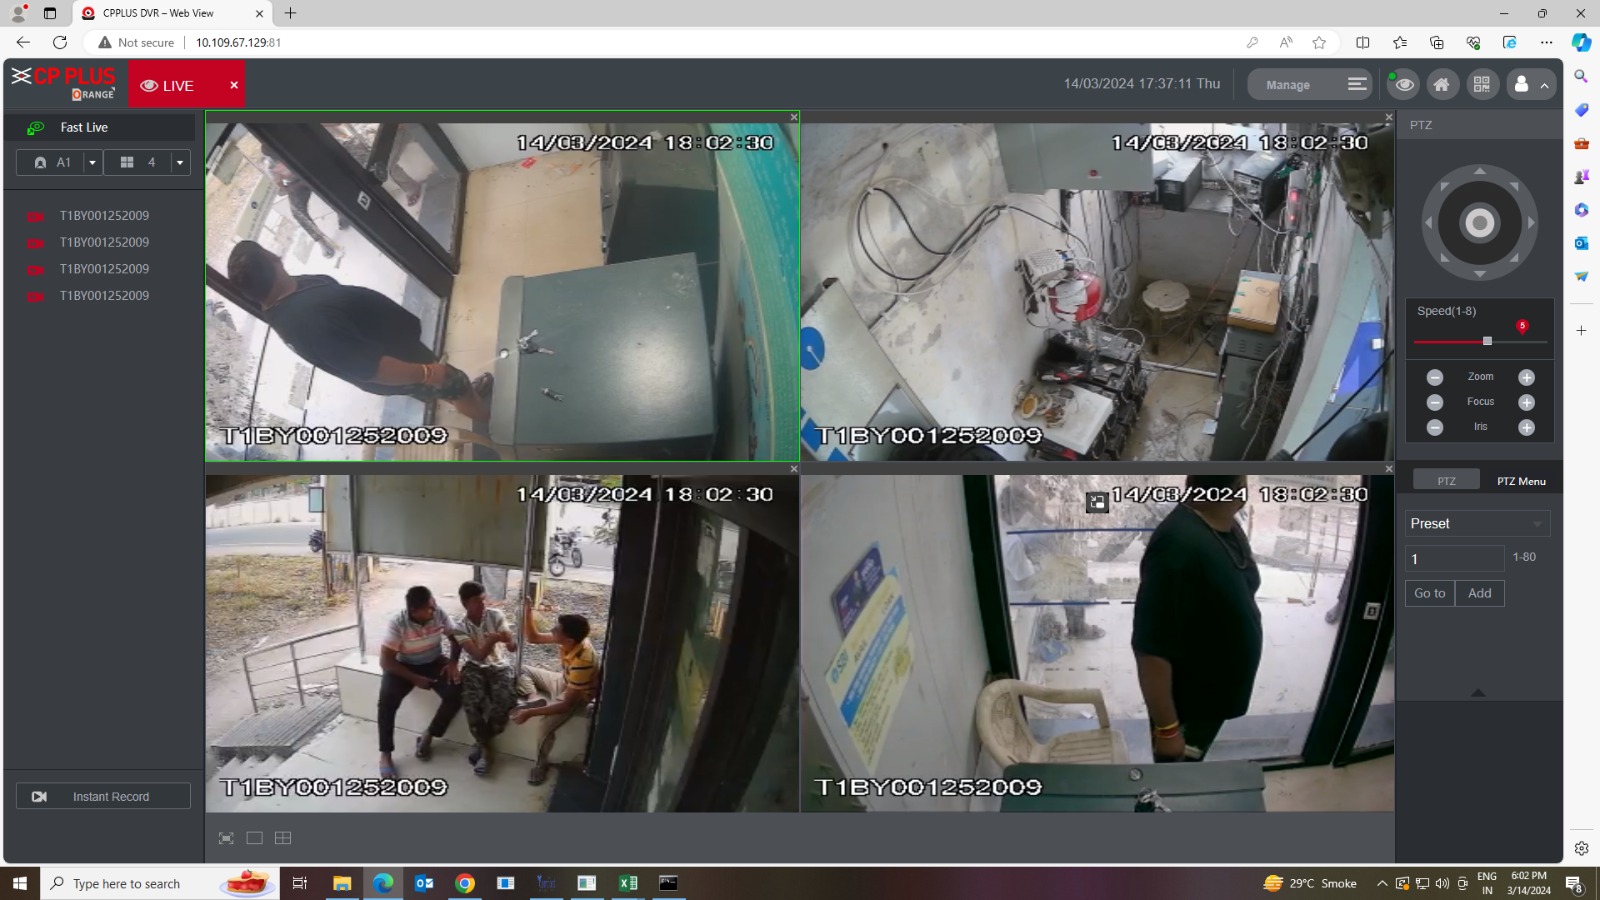 CPPLUS DVR – Web View
Not secure
10.109.67.129:81
CP PLUS
ORANGE
LIVE
14/03/2024 17:37:11 Thu
Manage
Fast Live
A1
4
T1BY001252009
T1BY001252009
T1BY001252009
T1BY001252009
Instant Record
14/03/2024 18:02:30
T1BY001252009
14/03/2024 18:02:30
T1BY001252009
14/03/2024 18:02:30
T1BY001252009
14/03/2024 18:02:30
T1BY001252009
PTZ
Speed(1-8)
5
Zoom
Focus
Iris
PTZ
PTZ Menu
Preset
1
1-80
Go to
Add
Type here to search
29°C Smoke
ENG
IN
6:02 PM
3/14/2024
8